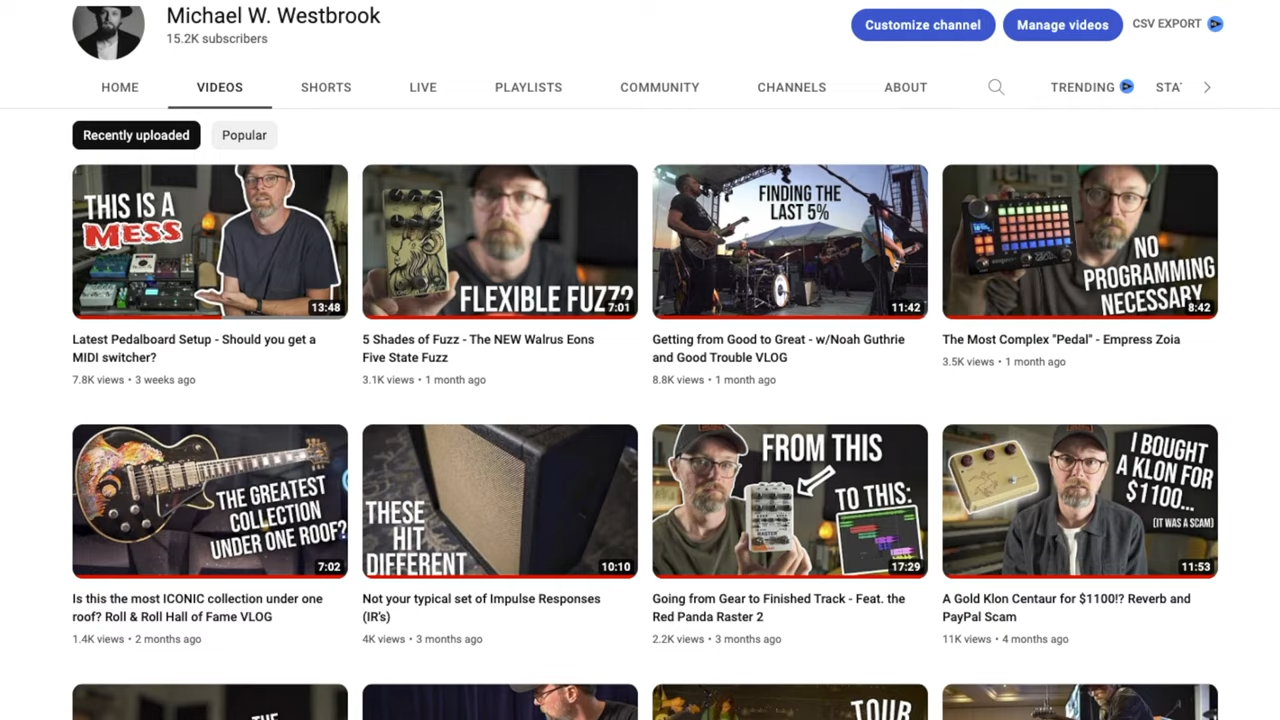 Michael W. Westbrook
15.2K subscribers
Customize channel
Manage videos
CSV EXPORT
HOME
VIDEOS
SHORTS
LIVE
PLAYLISTS
COMMUNITY
CHANNELS
ABOUT
TRENDING
STA
Recently uploaded
Popular
THIS IS A
MESS
13:48
FLEXIBLE FUZZ?
7:01
FINDING THE
LAST 5%
11:42
NO
PROGRAMMING
NECESSARY
8:42
Latest Pedalboard Setup - Should you get a
MIDI switcher?
7.8K views • 3 weeks ago
5 Shades of Fuzz - The NEW Walrus Eons
Five State Fuzz
3.1K views • 1 month ago
Getting from Good to Great - w/Noah Guthrie
and Good Trouble VLOG
8.8K views • 1 month ago
The Most Complex "Pedal" - Empress Zoia
3.5K views • 1 month ago
THE GREATEST
COLLECTION
UNDER ONE ROOF?
7:02
THESE
HIT
DIFFERENT
10:10
FROM THIS
TO THIS:
17:29
I BOUGHT
A KLON FOR
$1100...
(IT WAS A SCAM)
11:53
Is this the most ICONIC collection under one
roof? Roll & Roll Hall of Fame VLOG
1.4K views • 2 months ago
Not your typical set of Impulse Responses
(IR's)
4K views • 3 months ago
Going from Gear to Finished Track - Feat. the
Red Panda Raster 2
2.2K views • 3 months ago
A Gold Klon Centaur for $1100!? Reverb and
PayPal Scam
11K views • 4 months ago
THE
TOUR